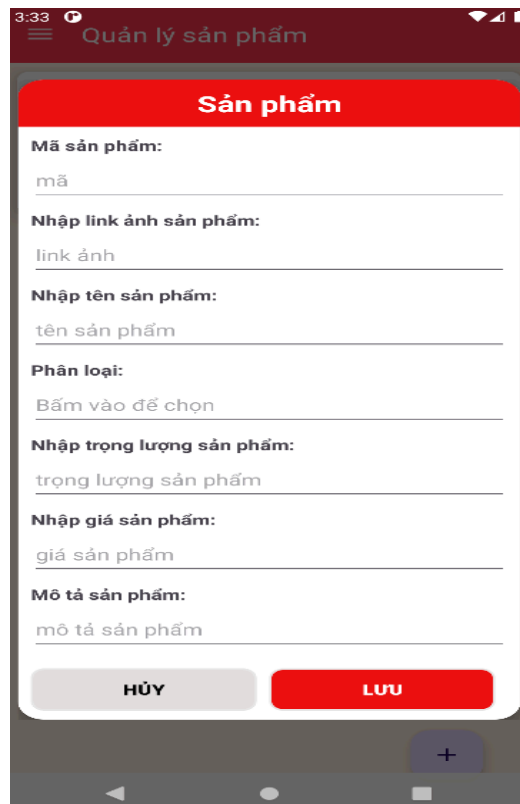 3:33
Quản lý sản phẩm
Sản phẩm
Mã sản phẩm:
mã
Nhập link ảnh sản phẩm:
link ảnh
Nhập tên sản phẩm:
tên sản phẩm
Phân loại:
Bấm vào để chọn
Nhập trọng lượng sản phẩm:
trọng lượng sản phẩm
Nhập giá sản phẩm:
giá sản phẩm
Mô tả sản phẩm:
mô tả sản phẩm
HỦY LƯU
+